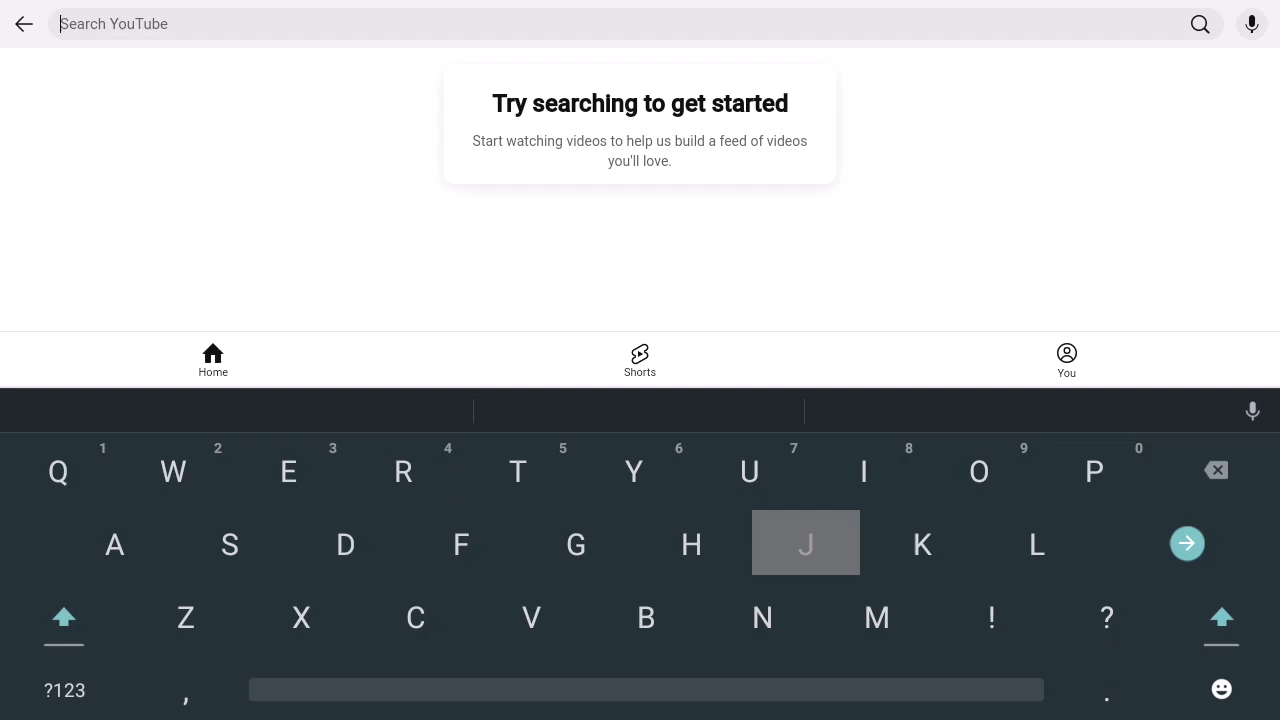 Search YouTube
Try searching to get started
Start watching videos to help us build a feed of videos
you'll love.
Home Shorts You
1 2 3 4 5 6 7 8 9 0
Q W E R T Y U I O P
A S D F G H J K L
Z X C V B N M ! ?
?123 , .